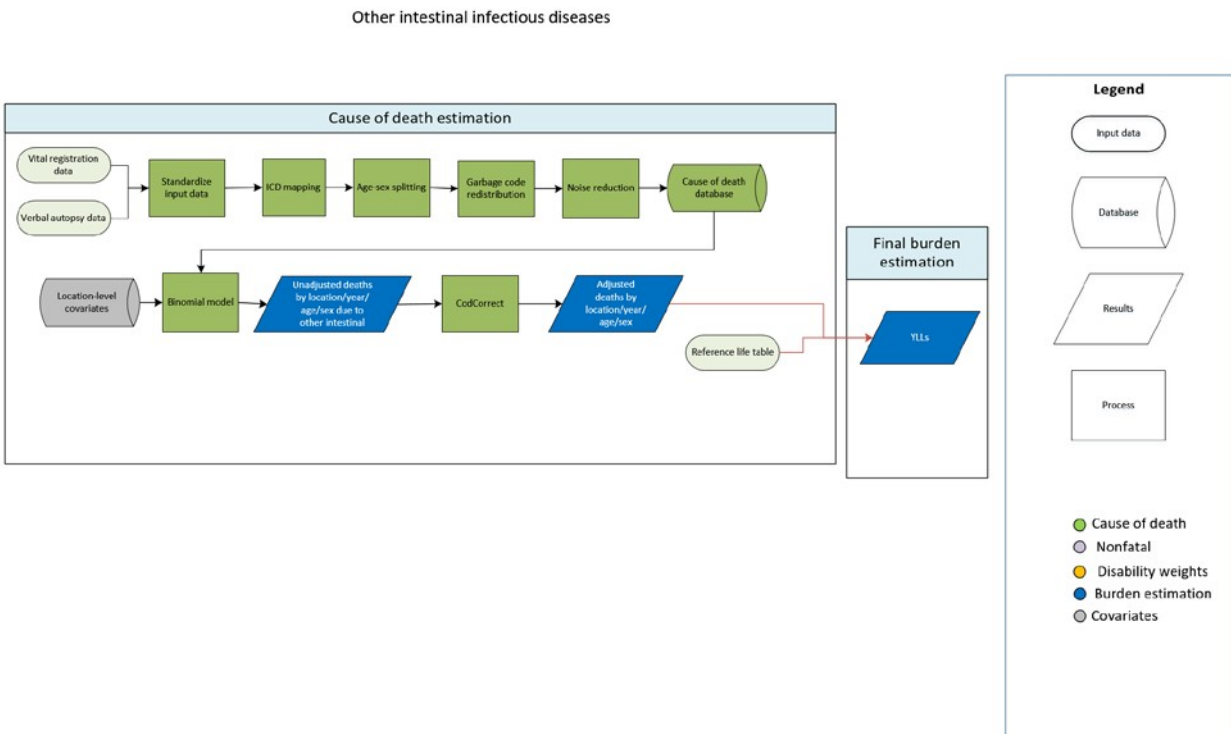 Other intestinal infectious diseases
Cause of death estimation
Vital registration
data
Verbal autopsy data
Standardize
input data
ICD mapping
Age-sex splitting
Garbage code
redistribution
Noise reduction
Cause of death
database
Location-level
covariates
Binomial model
Unadjusted deaths
by location/year/
age/sex due to
other intestinal
CodCorrect
Adjusted
deaths by
location/year/
age/sex
Reference life table
Final burden
estimation
YLLs
Legend
Input data
Database
Results
Process
Cause of death
Nonfatal
Disability weights
Burden estimation
Covariates